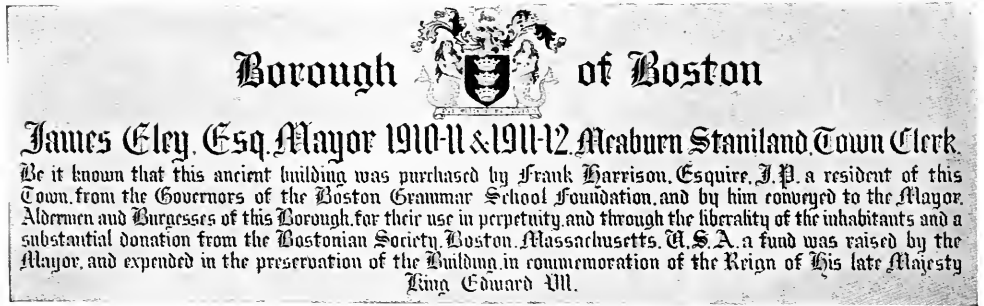 Borough of Boston
James Eley, Esq. Mayor 1910-11 & 1911-12. Meaburn Staniland, Town Clerk.
Be it known that this ancient building was purchased by Frank Harrison, Esquire, J.P. a resident of this
Town, from the Governors of the Boston Grammar School Foundation, and by him conveyed to the Mayor,
Aldermen and Burgesses of this Borough, for their use in perpetuity, and through the liberality of the inhabitants and a
substantial donation from the Bostonian Society, Boston, Massachusetts, U.S.A. a fund was raised by the
Mayor, and expended in the preservation of the Building, in commemoration of the Reign of His late Majesty
King Edward VII.